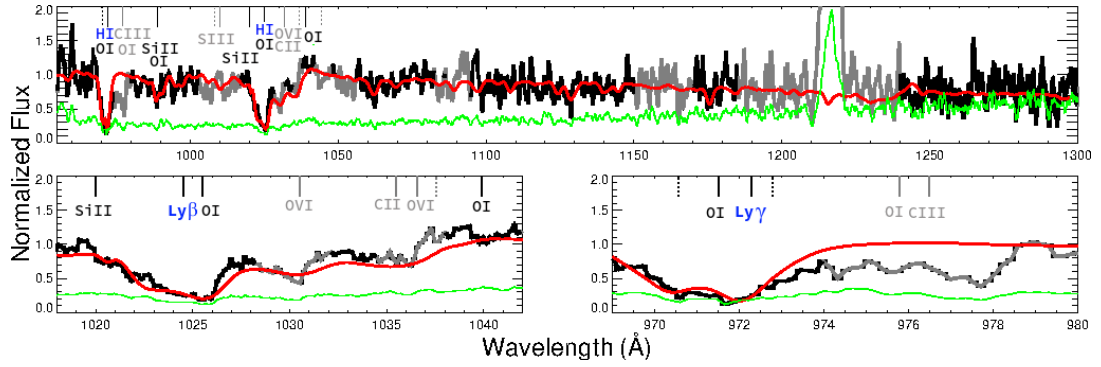 HI CIII HI OVI OI
OI OI SiII SIII OI CII
OI SiII
2.0
1.5
1.0
0.5
0.0
1000 1050 1100 1150 1200 1250 1300
Normalized Flux
2.0
1.5
1.0
0.5
0.0
SiII Lyβ OI OVI CII OVI OI
1020 1025 1030 1035 1040
2.0
1.5
1.0
0.5
0.0
OI Lyγ OI CIII
970 972 974 976 978 980
Wavelength (Å)